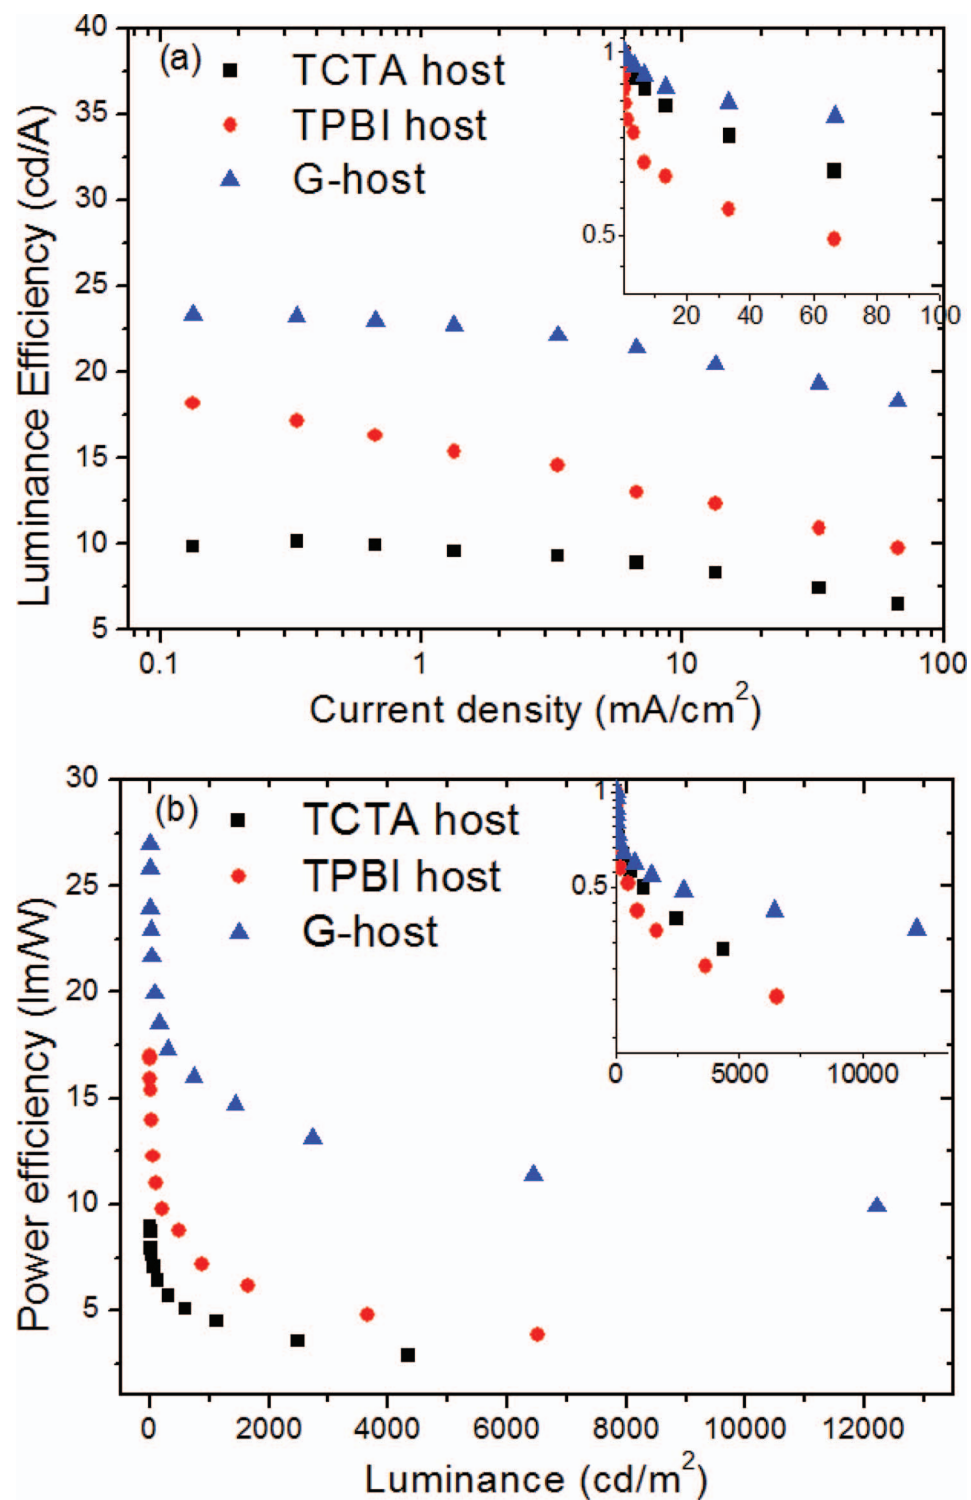 40
(a)
TCTA host
TPBI host
G-host
35
30
25
20
15
10
5
Luminance Efficiency (cd/A)
0.1 1 10 100
Current density (mA/cm²)
1
0.5
20 40 60 80 100
30
(b)
TCTA host
TPBI host
G-host
25
20
15
10
5
Power efficiency (lm/W)
0 2000 4000 6000 8000 10000 12000
Luminance (cd/m²)
1
0.5
0 5000 10000